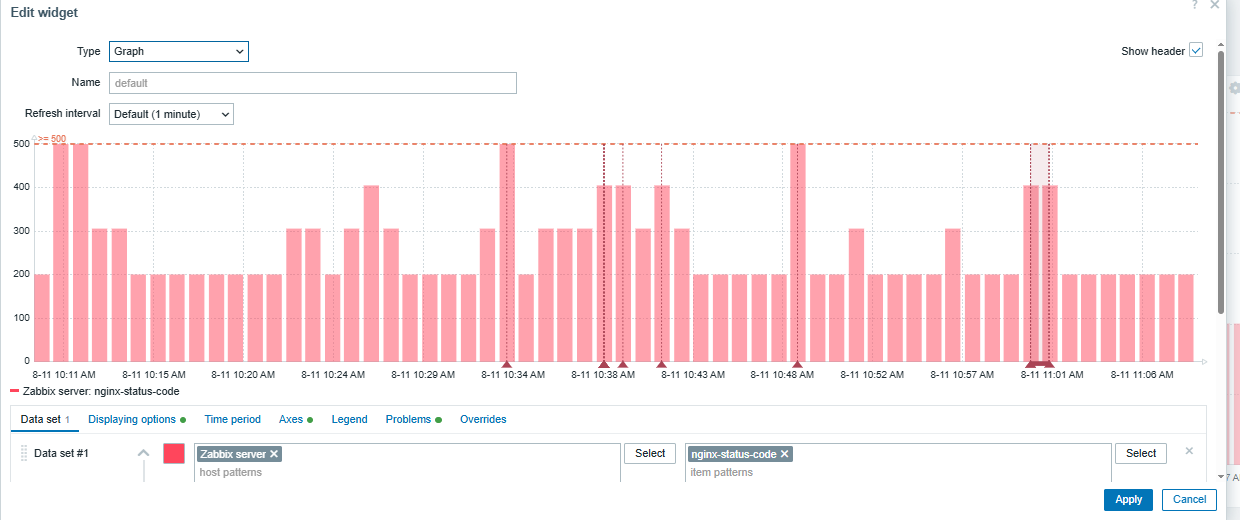 Edit widget
?
Type Graph Show header
Name default
Refresh interval Default (1 minute)
>= 500
500
400
300
200
100
0
8-11 10:11 AM 8-11 10:15 AM 8-11 10:20 AM 8-11 10:24 AM 8-11 10:29 AM 8-11 10:34 AM 8-11 10:38 AM 8-11 10:43 AM 8-11 10:48 AM 8-11 10:52 AM 8-11 10:57 AM 8-11 11:01 AM 8-11 11:06 AM
Zabbix server: nginx-status-code
Data set 1 Displaying options Time period Axes Legend Problems Overrides
Data set #1 Zabbix server Select nginx-status-code Select
host patterns item patterns
Apply Cancel